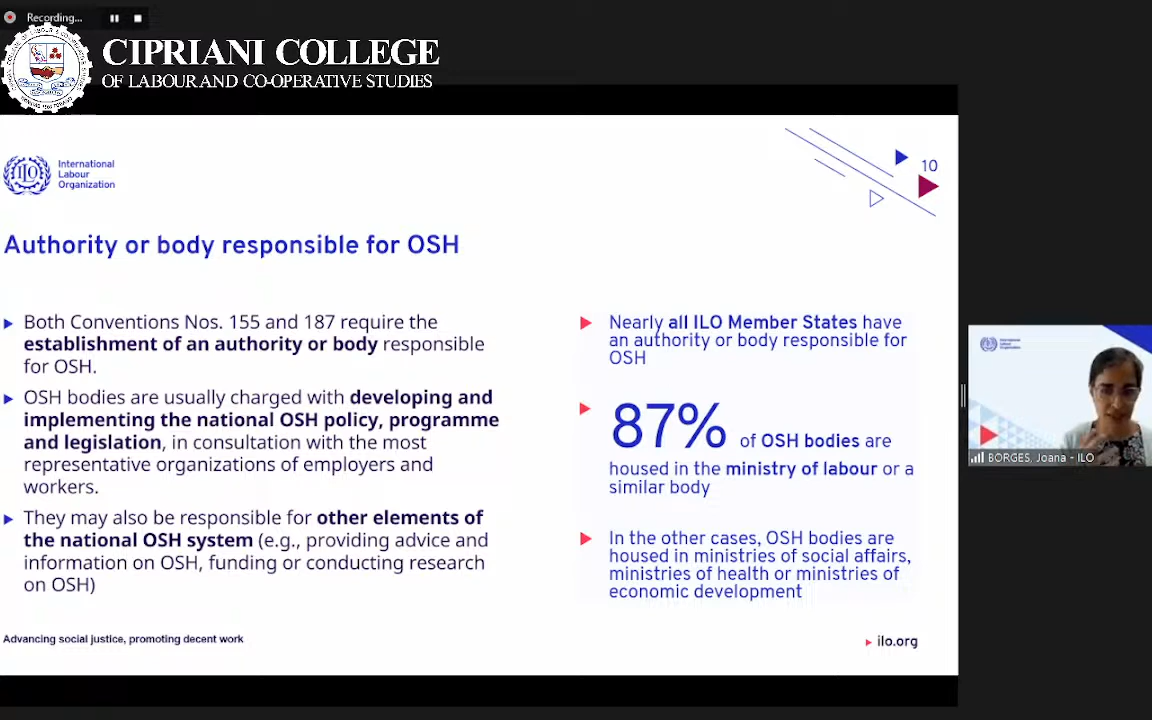 Recording...
CIPRIANI COLLEGE
OF LABOUR AND CO-OPERATIVE STUDIES
International
Labour
Organization
10
Authority or body responsible for OSH
Both Conventions Nos. 155 and 187 require the
establishment of an authority or body responsible
for OSH.
OSH bodies are usually charged with developing and
implementing the national OSH policy, programme
and legislation, in consultation with the most
representative organizations of employers and
workers.
They may also be responsible for other elements of
the national OSH system (e.g., providing advice and
information on OSH, funding or conducting research
on OSH)
Nearly all ILO Member States have
an authority or body responsible for
OSH
87% of OSH bodies are
housed in the ministry of labour or a
similar body
In the other cases, OSH bodies are
housed in ministries of social affairs,
ministries of health or ministries of
economic development
Advancing social justice, promoting decent work
ilo.org
BORGES, Joana - ILO